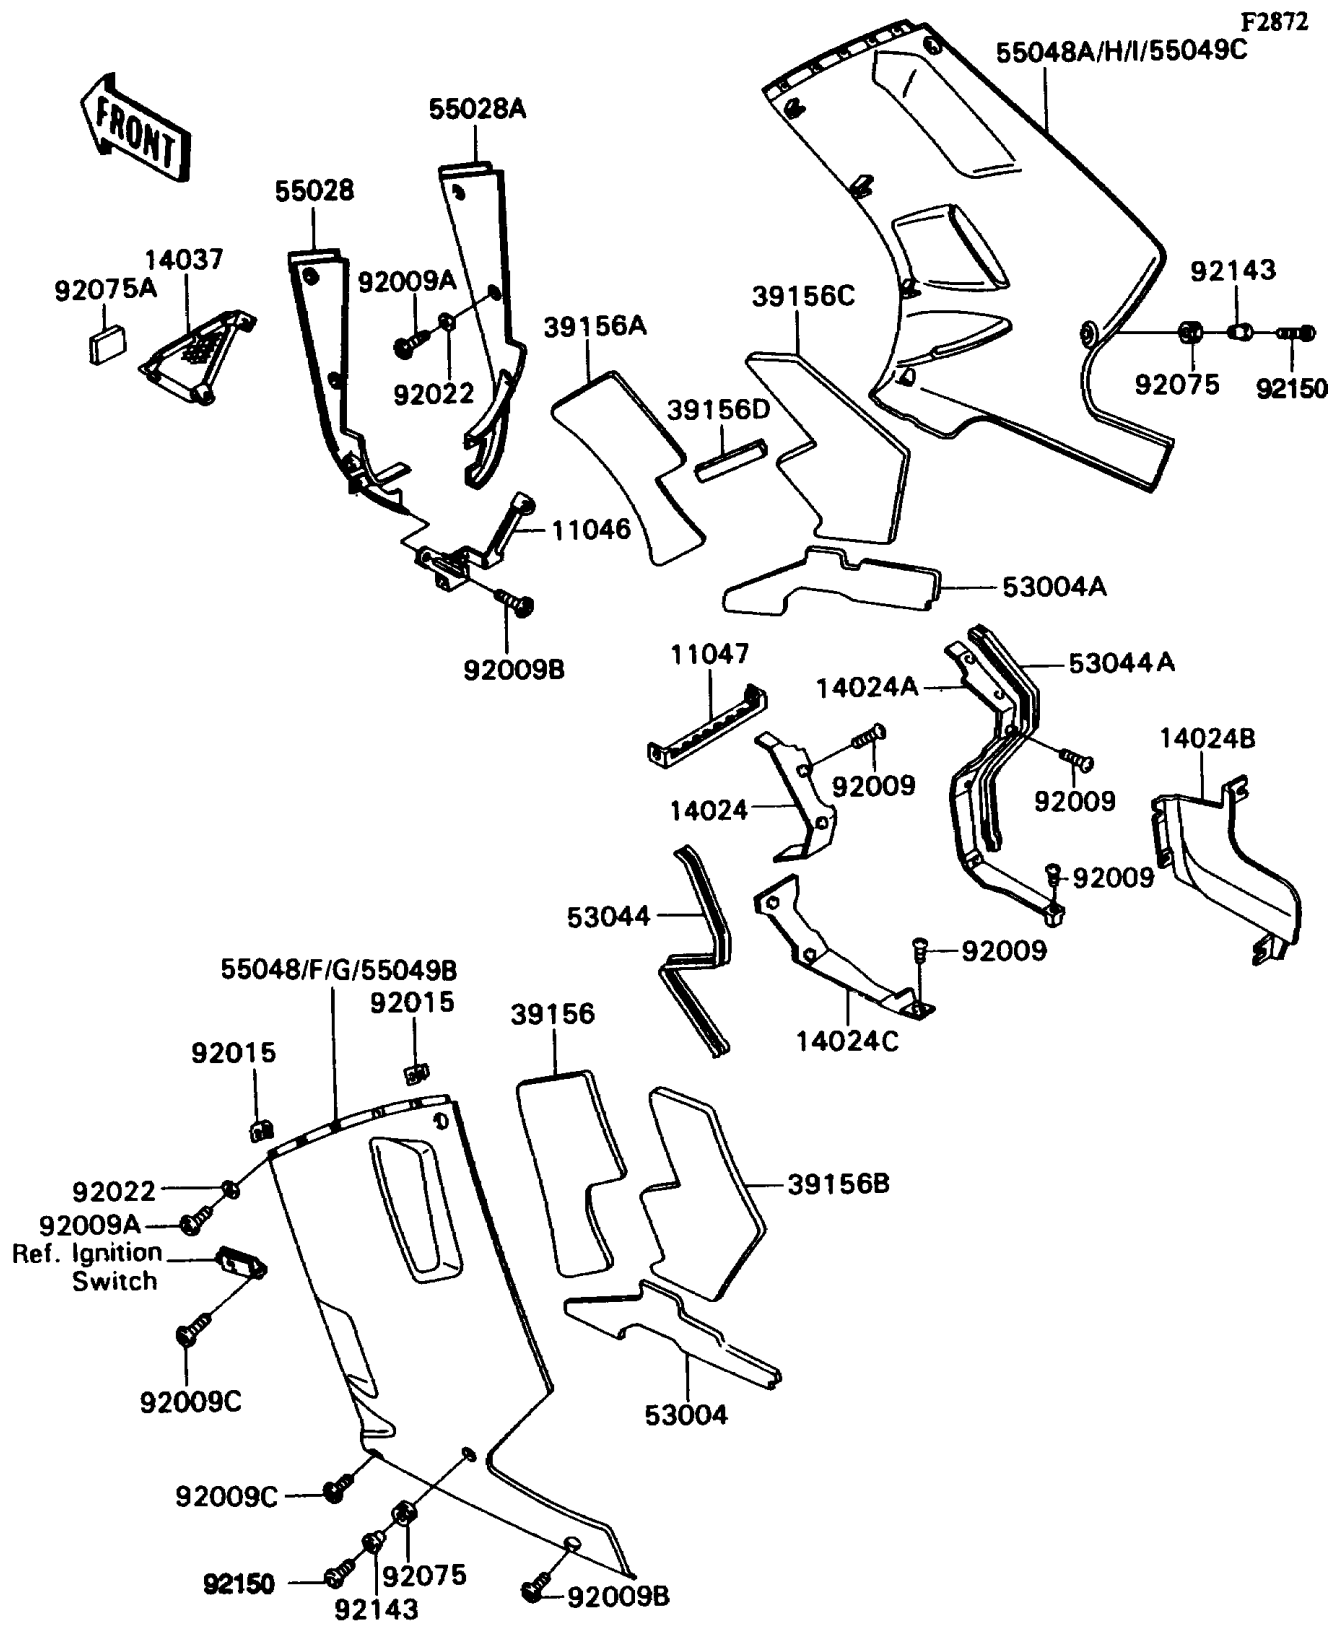 F2872
55048A/H/I/55049C
FRONT
55028A
55028
14037
92075A
92009A
92143
39156C
39156A
92022
92075
92150
39156D
11046
53004A
92009B
11047
53044A
14024A
14024B
92009
92009
14024
92009
53044
92009
55048/F/G/55049B
92015
39156
14024C
92015
92022
39156B
92009A
Ref. Ignition
Switch
92009C
53004
92009C
92150
92075
92009B
92143